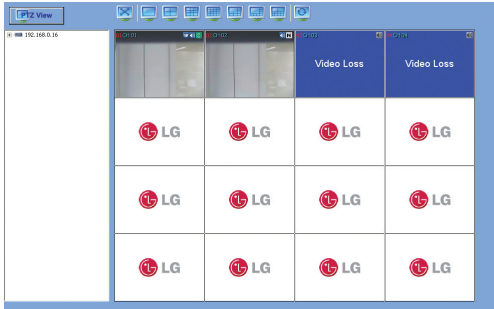 PTZ View
192.168.0.16
CH 01
CH 02
CH 03
CH 04
Video Loss
Video Loss
LG
LG
LG
LG
LG
LG
LG
LG
LG
LG
LG
LG